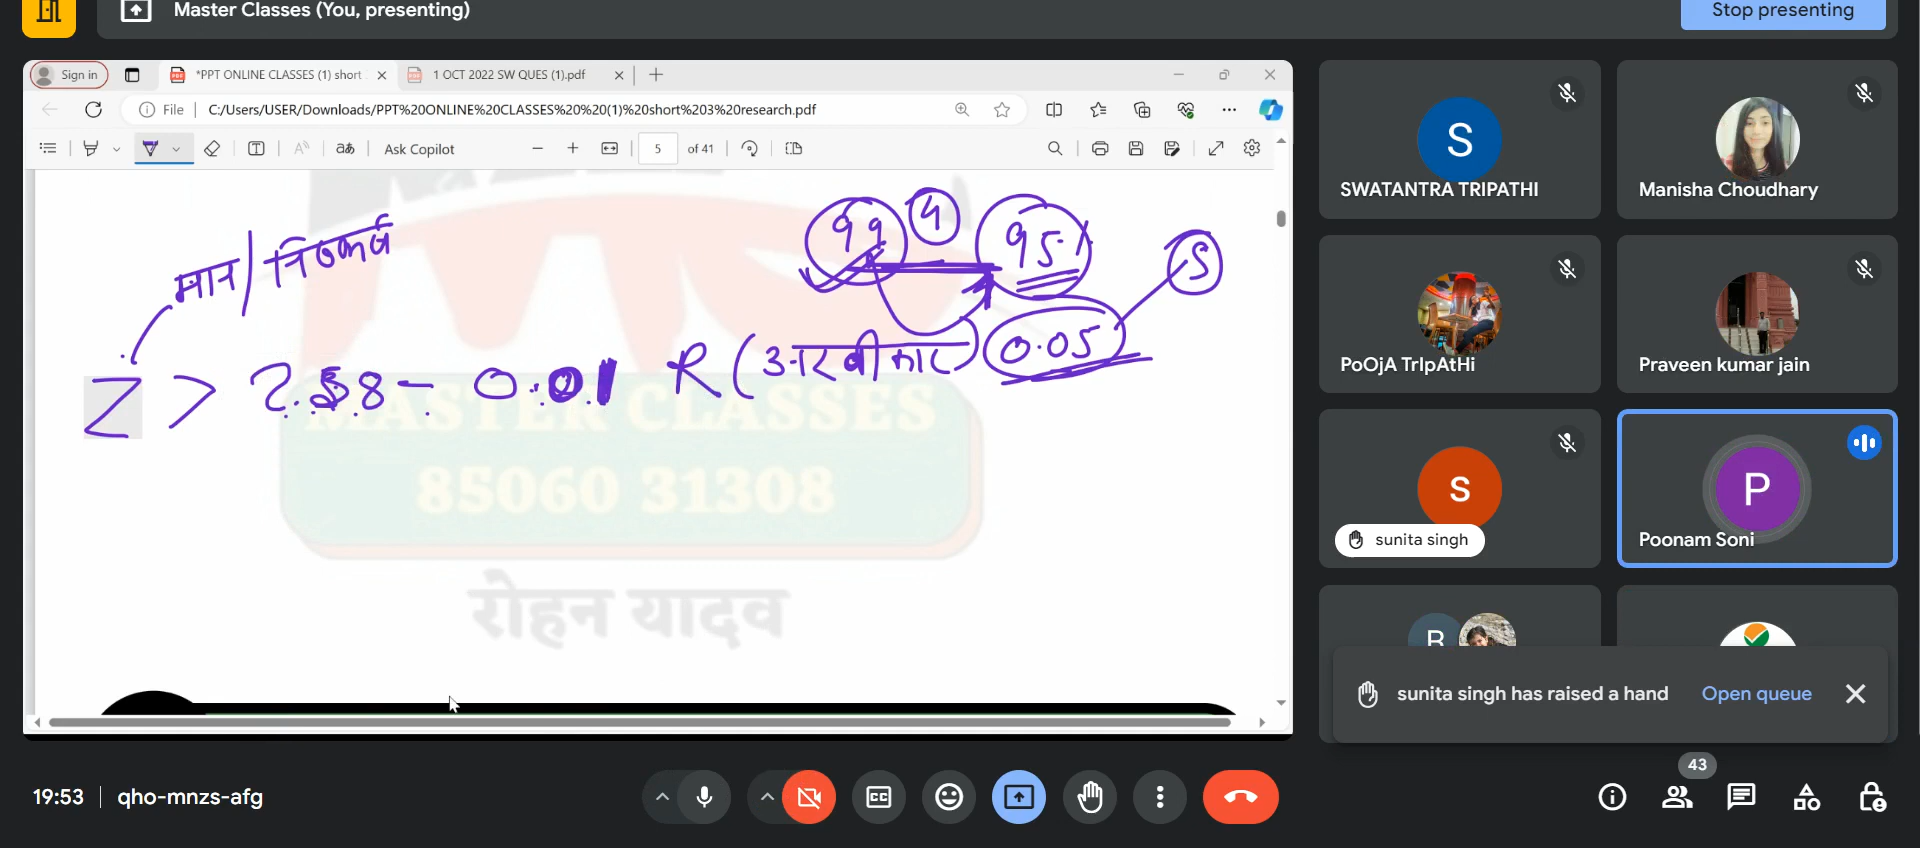 Master Classes (You, presenting)
Stop presenting
Sign in
*PPT ONLINE CLASSES (1) short
1 OCT 2022 SW QUES (1).pdf
File
C:/Users/USER/Downloads/PPT%20ONLINE%20CLASSES%20%20(1)%20short%203%20research.pdf
Ask Copilot
5
of 41
99 4 95% 5
मान/निष्कर्ष
Z > 2.58 - 0.01 R (अस्वीकार) 0.05
MASTER CLASSES
85060 31308
रोहन यादव
S
SWATANTRA TRIPATHI
Manisha Choudhary
PoOjA TrIpAtHi
Praveen kumar jain
S
sunita singh
P
Poonam Soni
sunita singh has raised a hand
Open queue
19:53
qho-mnzs-afg
CC
43